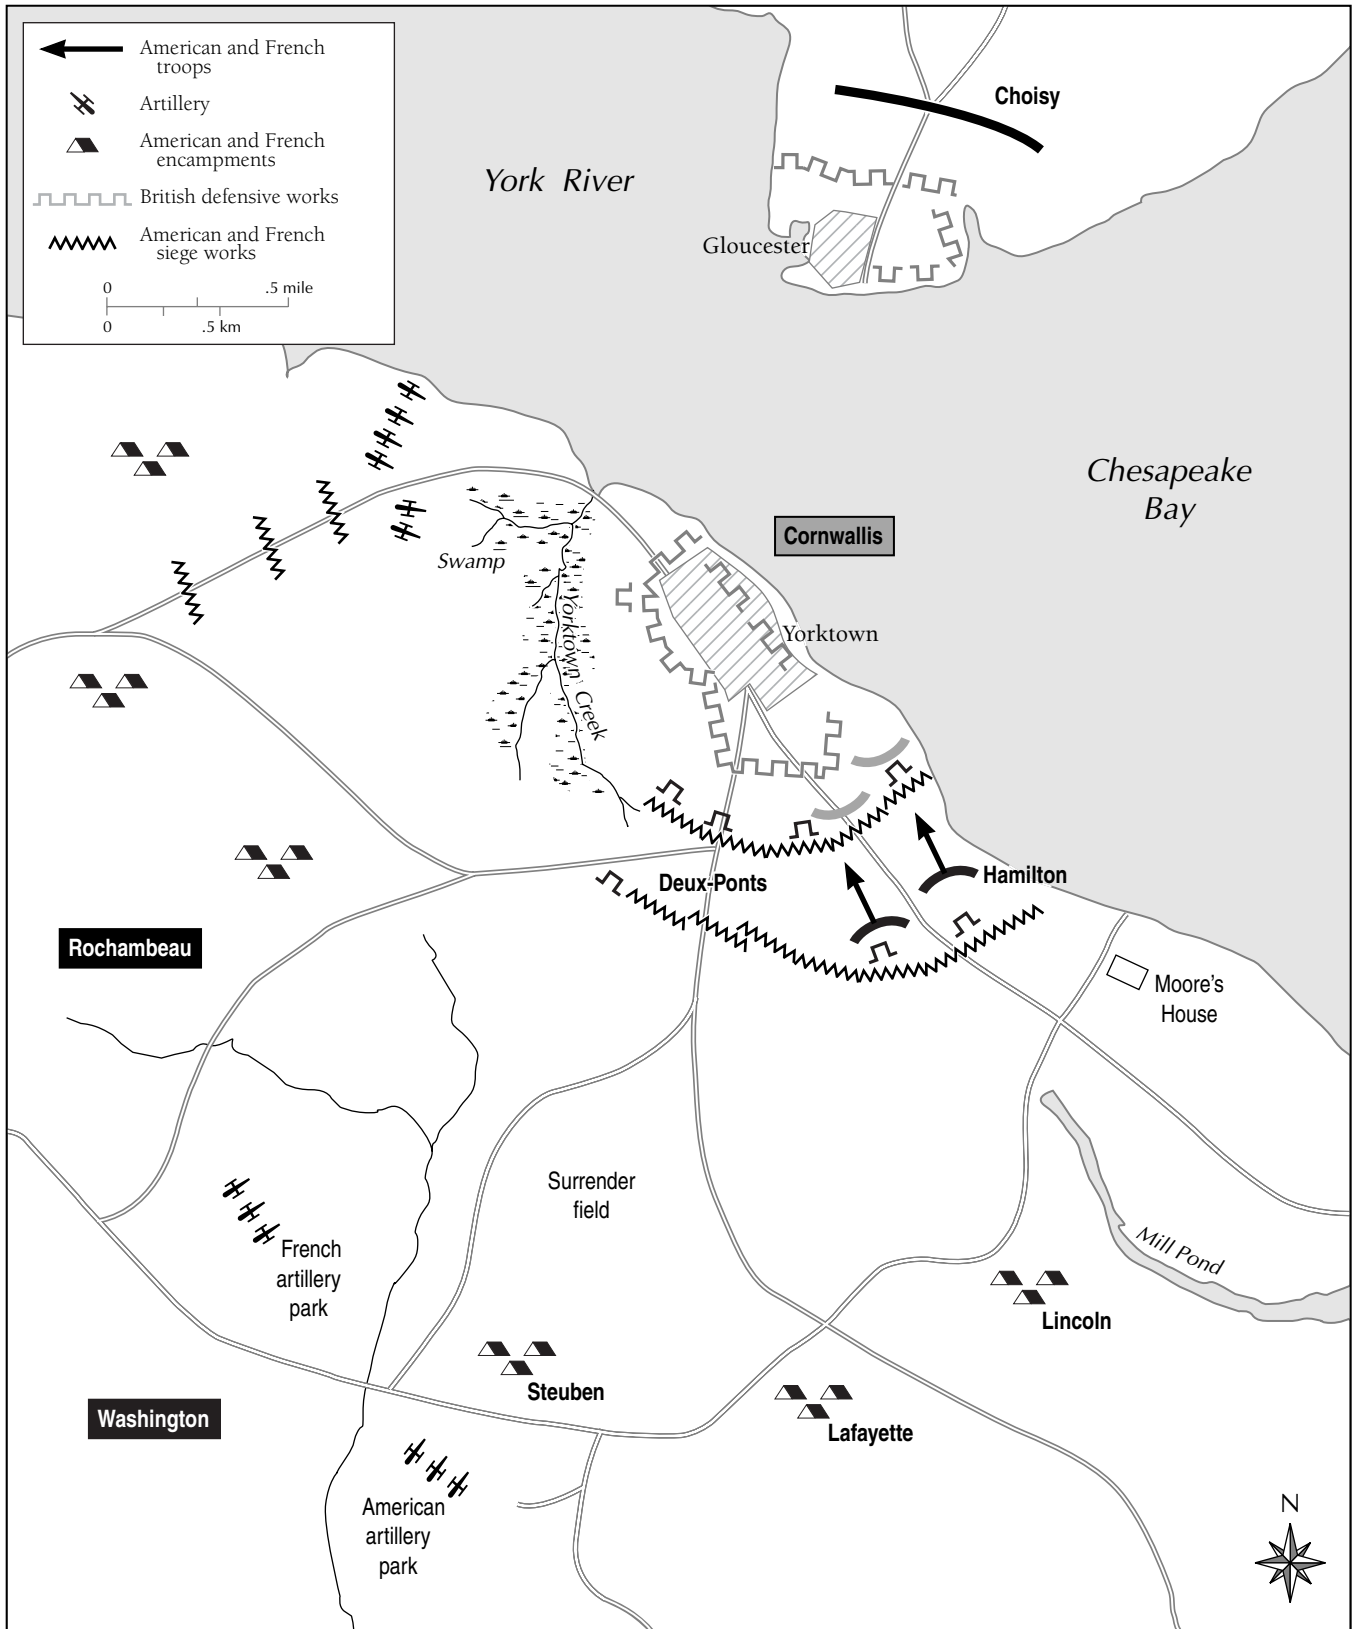 American and French
troops
Artillery
American and French
encampments
British defensive works
American and French
siege works
0 .5 mile
0 .5 km
Choisy
York River
Gloucester
Chesapeake
Bay
Cornwallis
Swamp
Yorktown Creek
Yorktown
Deux-Ponts
Hamilton
Rochambeau
Moore's
House
Surrender
field
French
artillery
park
Mill Pond
Lincoln
Steuben
Washington
Lafayette
American
artillery
park
N